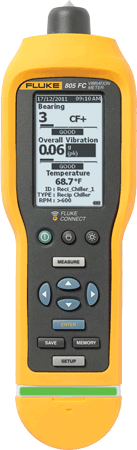 FLUKE 805 FC VIBRATION METER
17/12/2011 09:10 AM
Bearing
3 CF+
GOOD
Overall Vibration
0.06
GOOD
Temperature
68.7°F
ID : Rect_Chiller_1
TYPE : Recip Chiller
RPM : >600
FLUKE CONNECT
MEASURE
ENTER
SAVE
MEMORY
SETUP